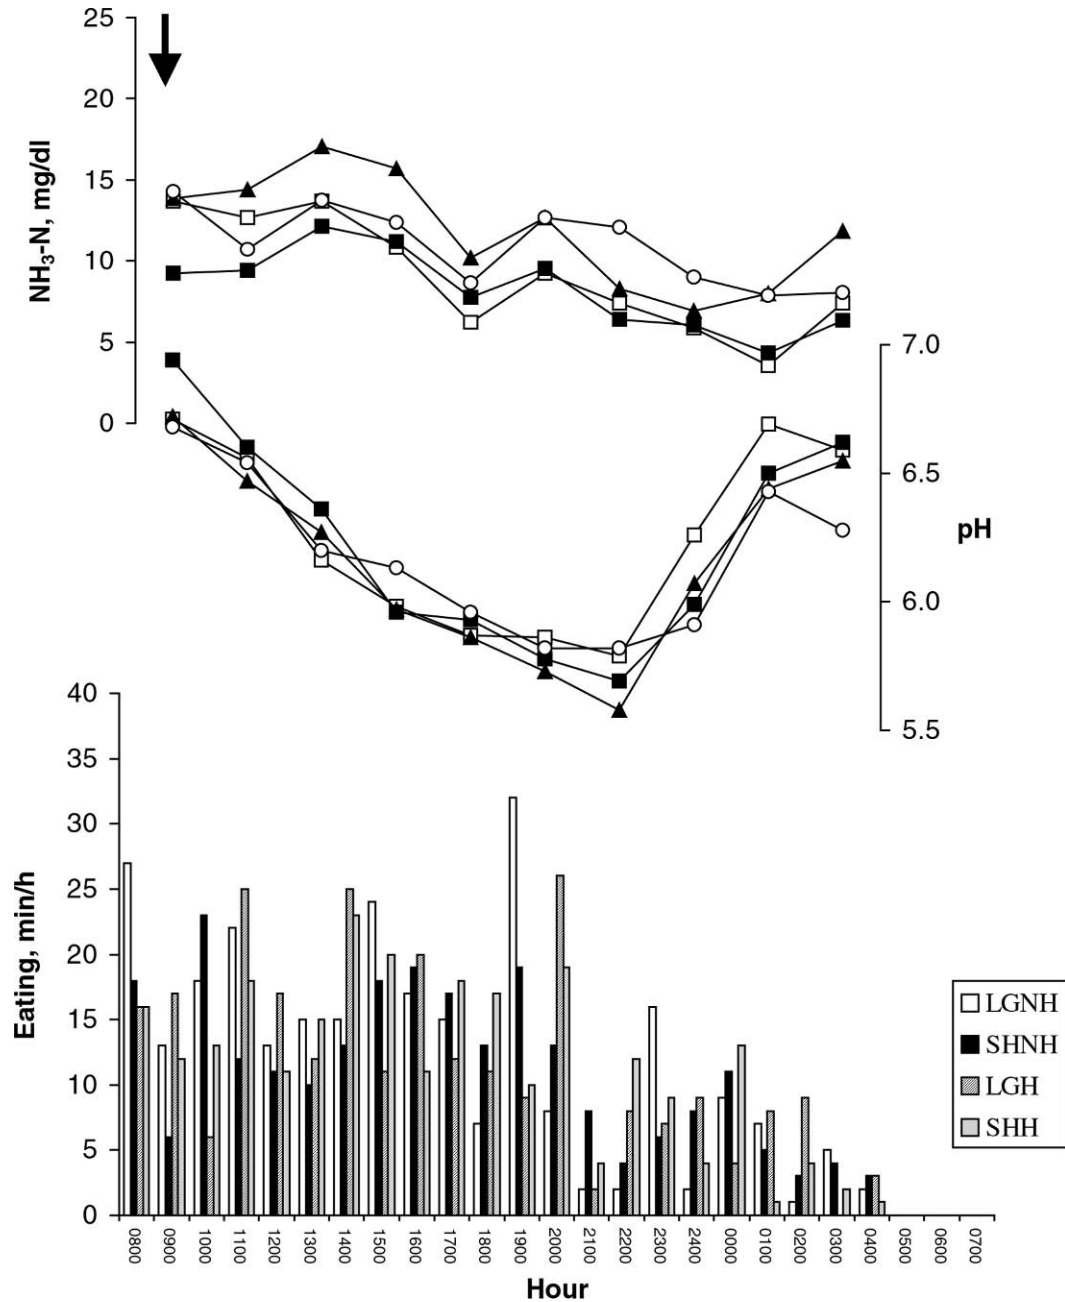 25
20
15
10
5
0
NH₃-N, mg/dl
7.0
6.5
6.0
5.5
pH
40
35
30
25
20
15
10
5
0
Eating, min/h
LGNH
SHNH
LGH
SHH
0800 0900 1000 1100 1200 1300 1400 1500 1600 1700 1800 1900 2000 2100 2200 2300 2400 0000 0100 0200 0300 0400 0500 0600 0700
Hour